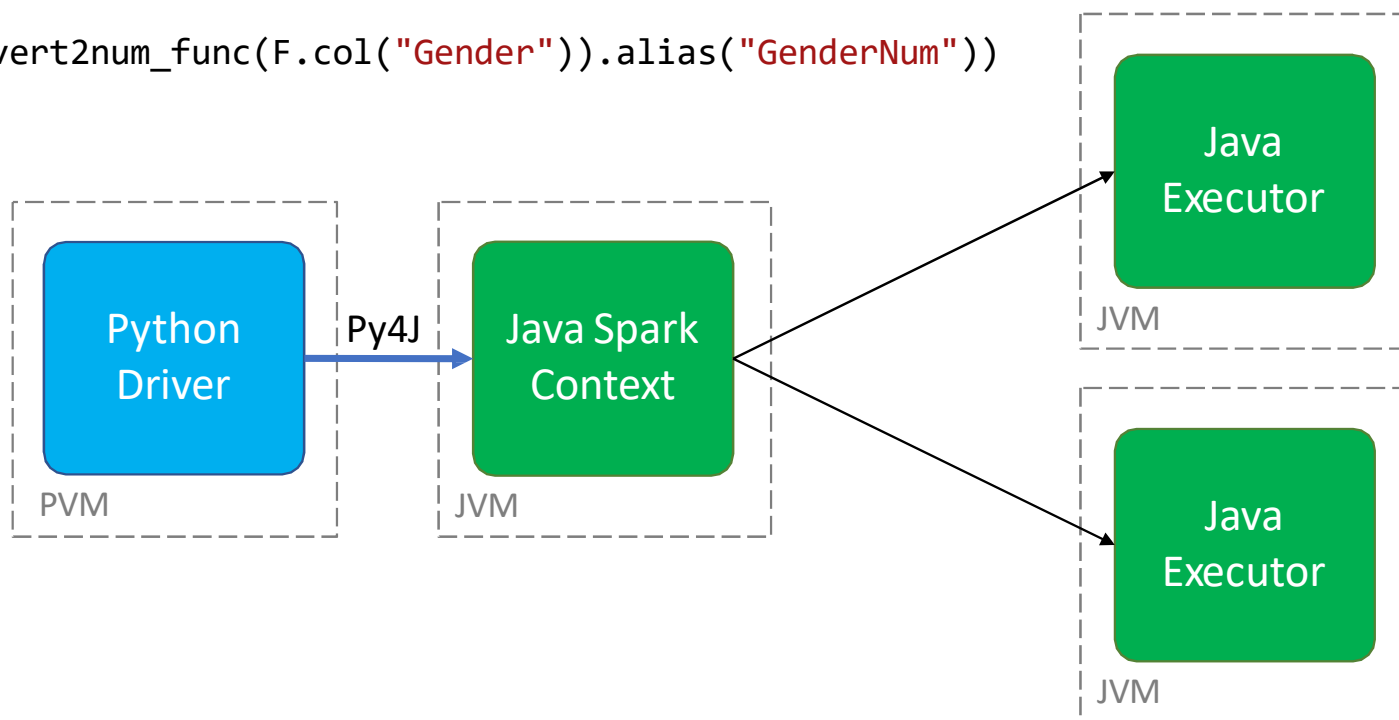 vert2num_func(F.col("Gender")).alias("GenderNum"))
Java
Executor
JVM
Python
Driver
PVM
Py4J
Java Spark
Context
JVM
Java
Executor
JVM